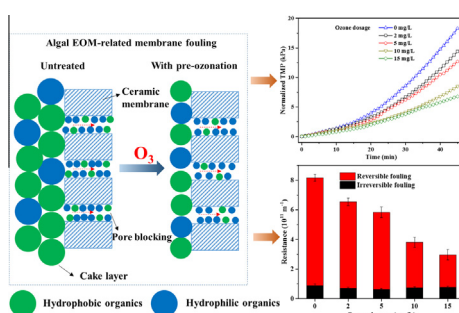 Algal EOM-related membrane fouling
Untreated
With pre-ozonation
Ceramic
membrane
O3
Pore blocking
Cake layer
Hydrophobic organics
Hydrophilic organics
Normalized TMP (kPa)
20
15
10
5
0
Ozone dosage
0 mg/L
2 mg/L
5 mg/L
10 mg/L
15 mg/L
0 10 20 30 40
Time (min)
Resistance (10¹¹ m⁻¹)
8
6
4
2
0
Reversible fouling
Irreversible fouling
0 2 5 10 15